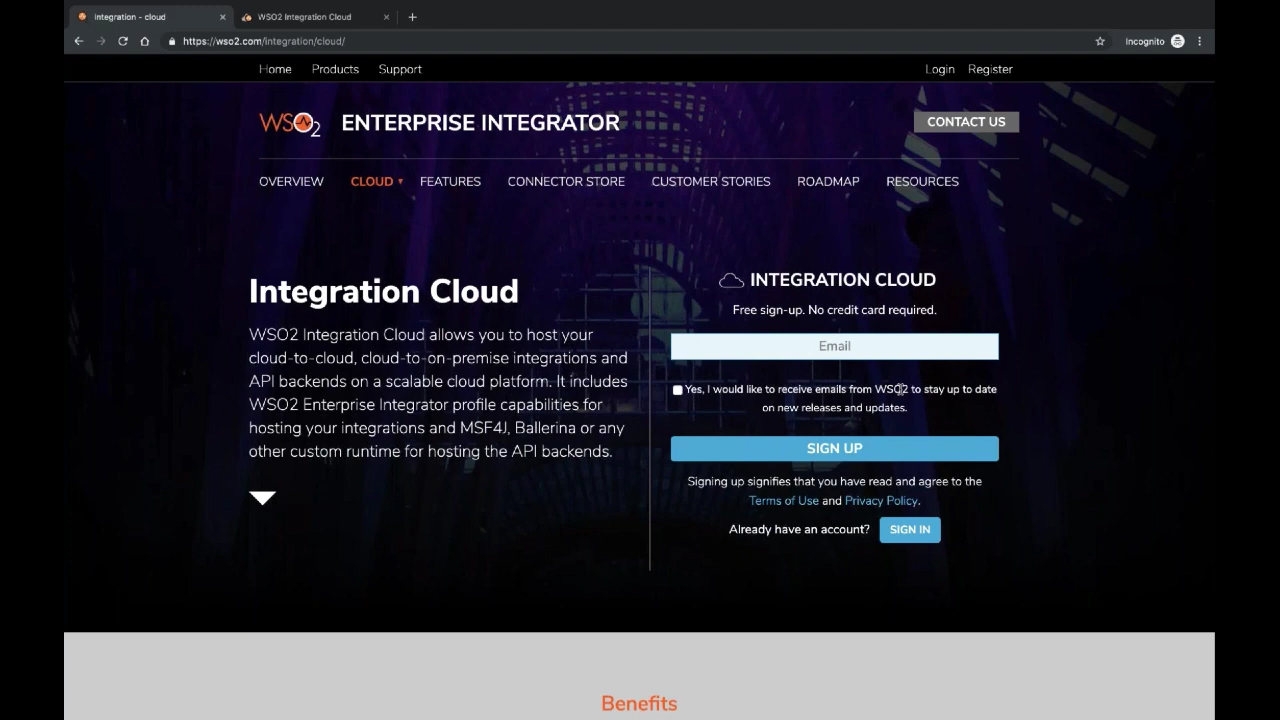 Integration - cloud
WSO2 Integration Cloud
https://wso2.com/integration/cloud/
Incognito
Home Products Support Login Register
WSO2 ENTERPRISE INTEGRATOR CONTACT US
OVERVIEW CLOUD FEATURES CONNECTOR STORE CUSTOMER STORIES ROADMAP RESOURCES
Integration Cloud
WSO2 Integration Cloud allows you to host your
cloud-to-cloud, cloud-to-on-premise integrations and
API backends on a scalable cloud platform. It includes
WSO2 Enterprise Integrator profile capabilities for
hosting your integrations and MSF4J, Ballerina or any
other custom runtime for hosting the API backends.
INTEGRATION CLOUD
Free sign-up. No credit card required.
Email
Yes, I would like to receive emails from WSO2 to stay up to date
on new releases and updates.
SIGN UP
Signing up signifies that you have read and agree to the
Terms of Use and Privacy Policy.
Already have an account? SIGN IN
Benefits